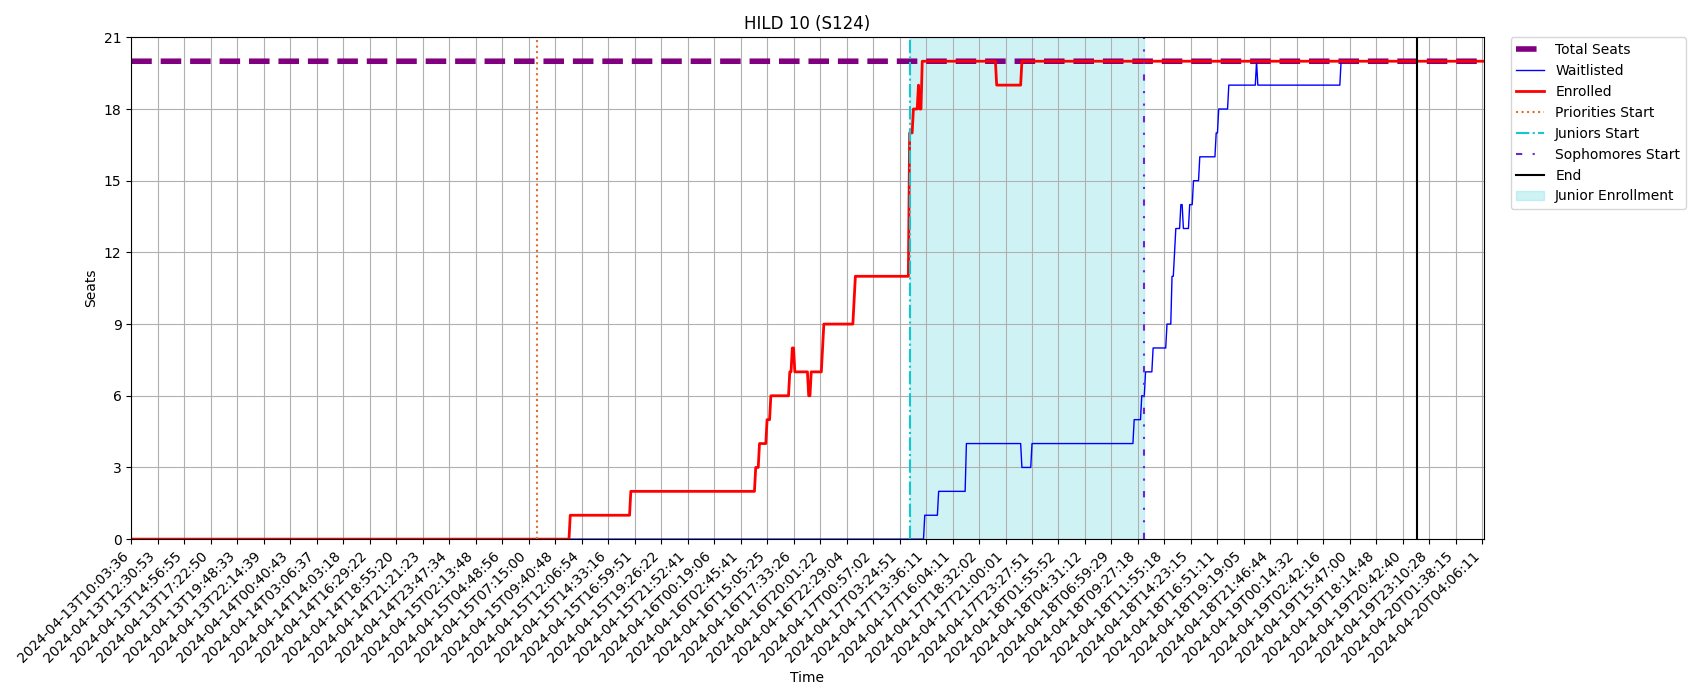 HILD 10 (S124)
21
18
15
12
9
6
3
0
Seats
2024-04-13T10:03:36
2024-04-13T12:30:53
2024-04-13T14:56:55
2024-04-13T17:22:50
2024-04-13T19:48:33
2024-04-13T22:14:39
2024-04-14T00:40:43
2024-04-14T03:06:37
2024-04-14T14:03:18
2024-04-14T16:29:22
2024-04-14T18:55:20
2024-04-14T21:21:23
2024-04-14T23:47:34
2024-04-15T02:13:48
2024-04-15T04:48:56
2024-04-15T07:15:00
2024-04-15T09:40:48
2024-04-15T12:06:54
2024-04-15T14:33:16
2024-04-15T16:59:51
2024-04-15T19:26:22
2024-04-15T21:52:41
2024-04-16T00:19:06
2024-04-16T02:45:41
2024-04-16T15:05:25
2024-04-16T17:33:26
2024-04-16T20:01:22
2024-04-16T22:29:04
2024-04-17T00:57:02
2024-04-17T03:24:51
2024-04-17T13:36:11
2024-04-17T16:04:11
2024-04-17T18:32:02
2024-04-17T21:00:01
2024-04-17T23:27:51
2024-04-18T01:55:52
2024-04-18T04:31:12
2024-04-18T06:59:29
2024-04-18T09:27:18
2024-04-18T11:55:18
2024-04-18T14:23:15
2024-04-18T16:51:11
2024-04-18T19:19:05
2024-04-18T21:46:44
2024-04-19T00:14:32
2024-04-19T02:42:16
2024-04-19T15:47:00
2024-04-19T18:14:48
2024-04-19T20:42:40
2024-04-19T23:10:28
2024-04-20T01:38:15
2024-04-20T04:06:11
Time
Total Seats
Waitlisted
Enrolled
Priorities Start
Juniors Start
Sophomores Start
End
Junior Enrollment